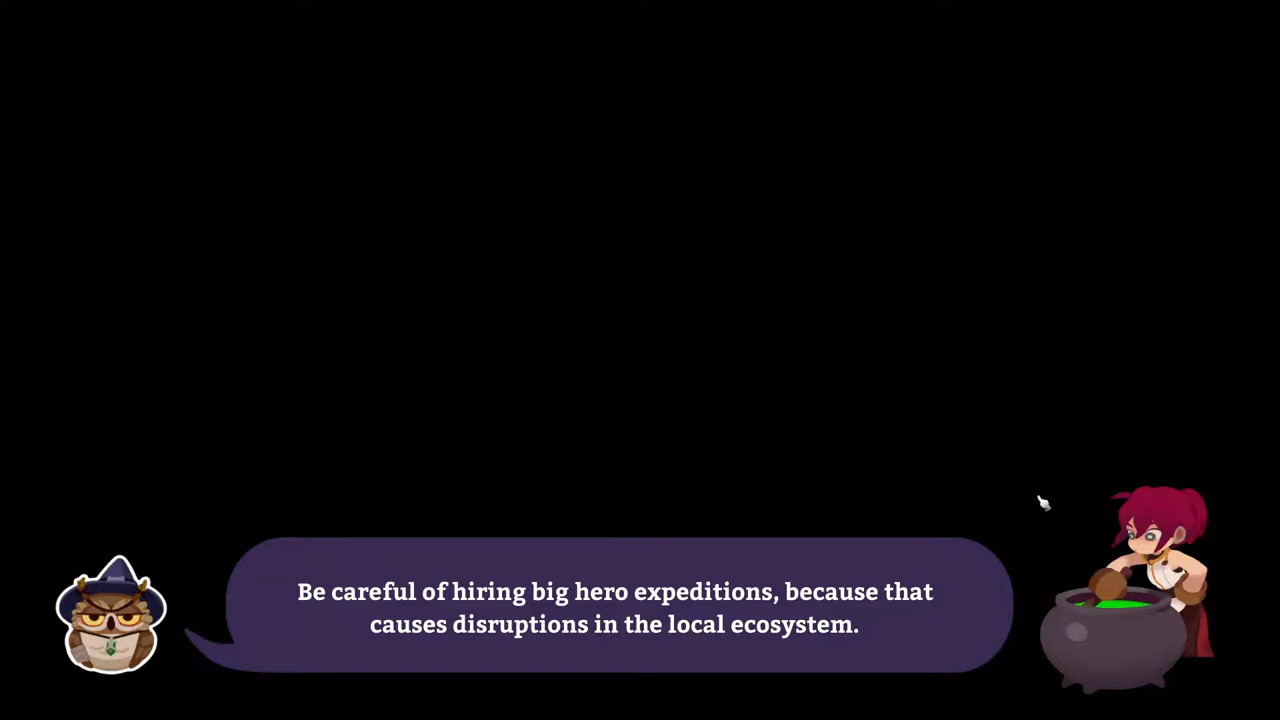 Be careful of hiring big hero expeditions, because that
causes disruptions in the local ecosystem.